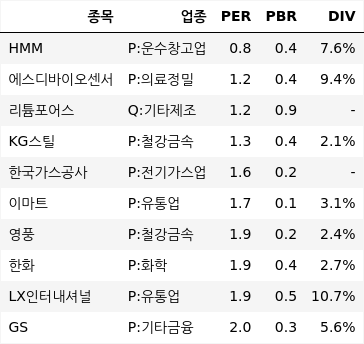 종목 업종 PER PBR DIV
HMM P:운수창고업 0.8 0.4 7.6%
에스디바이오센서 P:의료정밀 1.2 0.4 9.4%
리튬포어스 Q:기타제조 1.2 0.9 -
KG스틸 P:철강금속 1.3 0.4 2.1%
한국가스공사 P:전기가스업 1.6 0.2 -
이마트 P:유통업 1.7 0.1 3.1%
영풍 P:철강금속 1.9 0.2 2.4%
한화 P:화학 1.9 0.4 2.7%
LX인터내셔널 P:유통업 1.9 0.5 10.7%
GS P:기타금융 2.0 0.3 5.6%